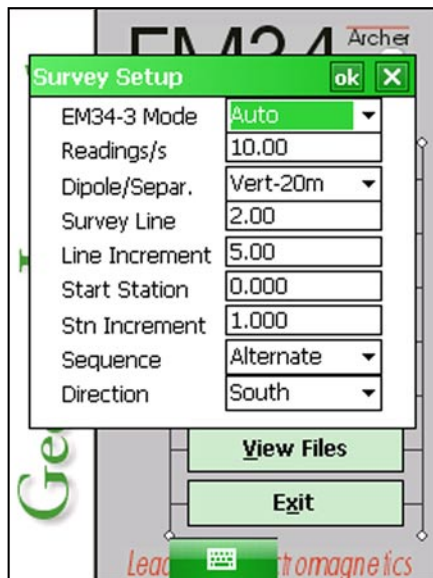 EM34
Archer
Survey Setup ok X
EM34-3 Mode Auto
Readings/s 10.00
Dipole/Separ. Vert-20m
Survey Line 2.00
Line Increment 5.00
Start Station 0.000
Stn Increment 1.000
Sequence Alternate
Direction South
View Files
Exit